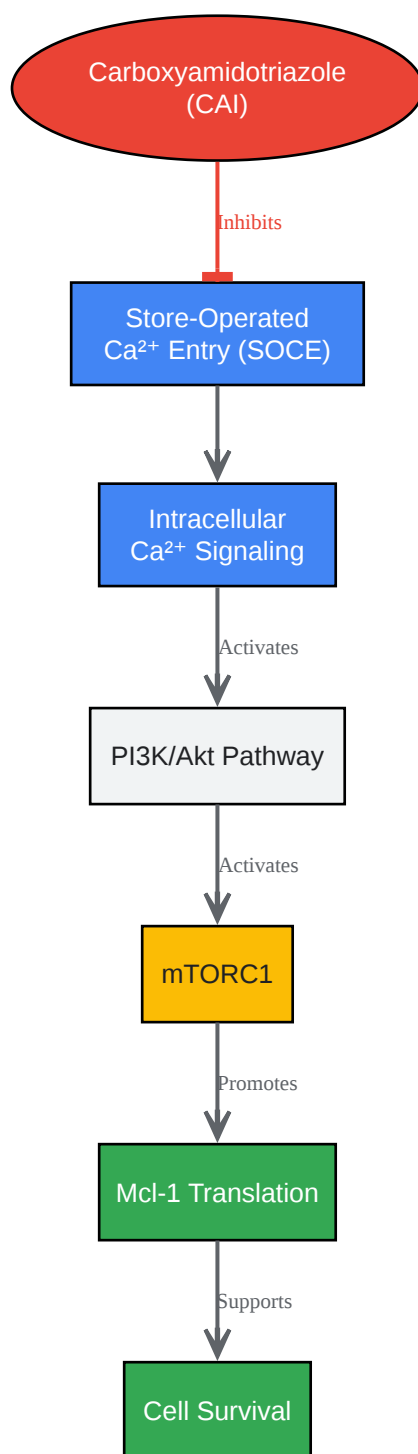 Carboxyamidotriazole
(CAI)
Inhibits
Store-Operated
Ca²⁺ Entry (SOCE)
Intracellular
Ca²⁺ Signaling
Activates
PI3K/Akt Pathway
Activates
mTORC1
Promotes
Mcl-1 Translation
Supports
Cell Survival